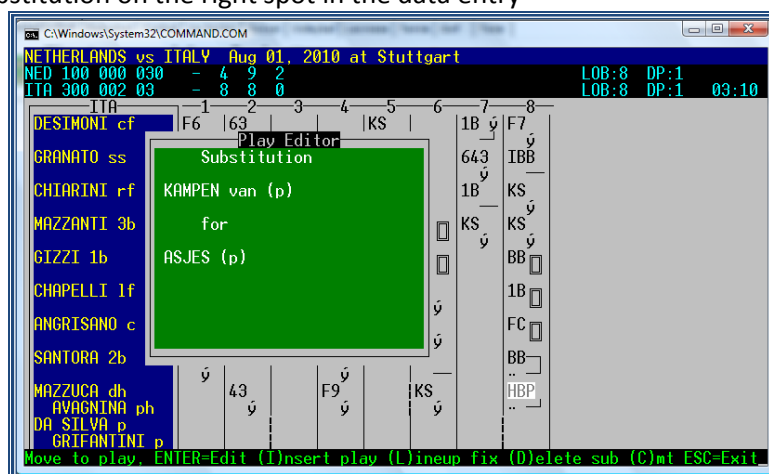 stitution on the right spot in the data entry
C:\Windows\System32\COMMAND.COM
NETHERLANDS vs ITALY Aug 01, 2010 at Stuttgart
NED 100 000 030 - 4 9 2 LOB:8 DP:1
ITA 300 002 03 - 8 8 0 LOB:8 DP:1 03:10
ITA 1 2 3 4 5 6 7 8
DESIMONI cf F6 63 KS 1B ý F7
Play Editor ý
GRANATO ss Substitution 643 IBB
ý
CHIARINI rf KAMPEN van (p) 1B KS
ý
MAZZANTI 3b for KS KS
ý ý
GIZZI 1b ASJES (p) BB
CHAPELLI lf 1B
ý
ANGRISANO c FC
ý
SANTORA 2b BB
ý ý ..
MAZZUCA dh 43 F9 KS HBP
AVAGNINA ph ý ý ý ..
DA SILVA p
GRIFANTINI p
Move to play, ENTER=Edit (I)nsert play (L)ineup fix (D)elete sub (C)mt ESC=Exit